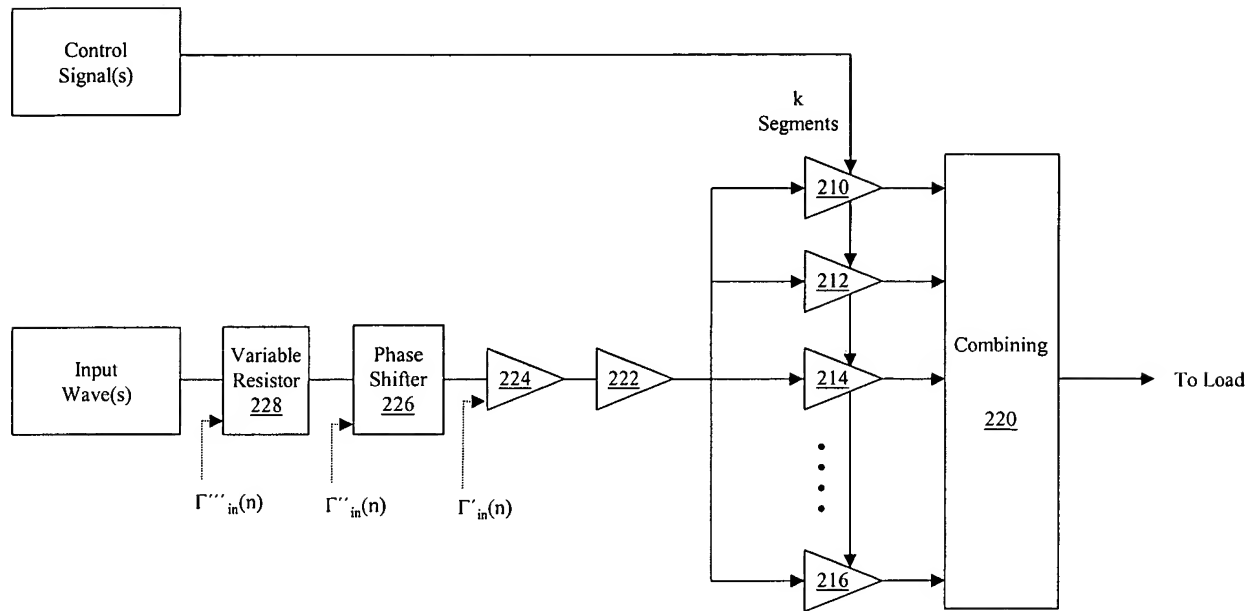 Control
Signal(s)
k
Segments
210
212
Input
Wave(s)
Variable
Resistor
228
Phase
Shifter
226
224
222
214
Combining
220
To Load
Γ′′′in(n)
Γ′′in(n)
Γ′in(n)
216